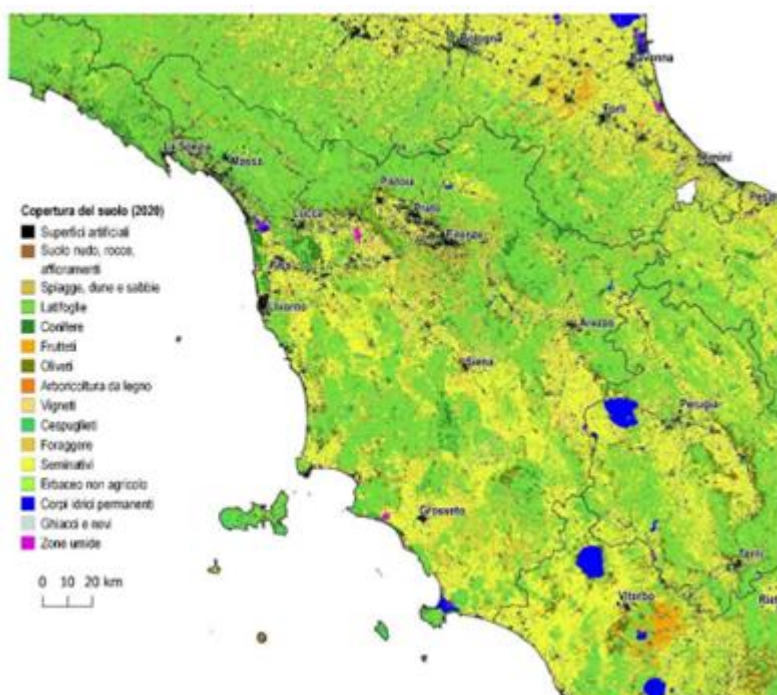 Bologna
Ravenna
Forlì
La Spezia
Massa
Rimini
Pistoia
Prato
Lucca
Firenze
Copertura del suolo (2020)
Superfici artificiali
Suolo nudo, rocce,
affioramenti
Spiagge, dune e sabbie
Latifoglie
Conifere
Frutteti
Oliveti
Arboricoltura da legno
Vigneti
Cespuglieti
Foraggere
Seminativi
Erbaceo non agricolo
Corpi idrici permanenti
Ghiacci e nevi
Zone umide
0 10 20 km
Pisa
Livorno
Arezzo
Siena
Perugia
Grosseto
Terni
Viterbo